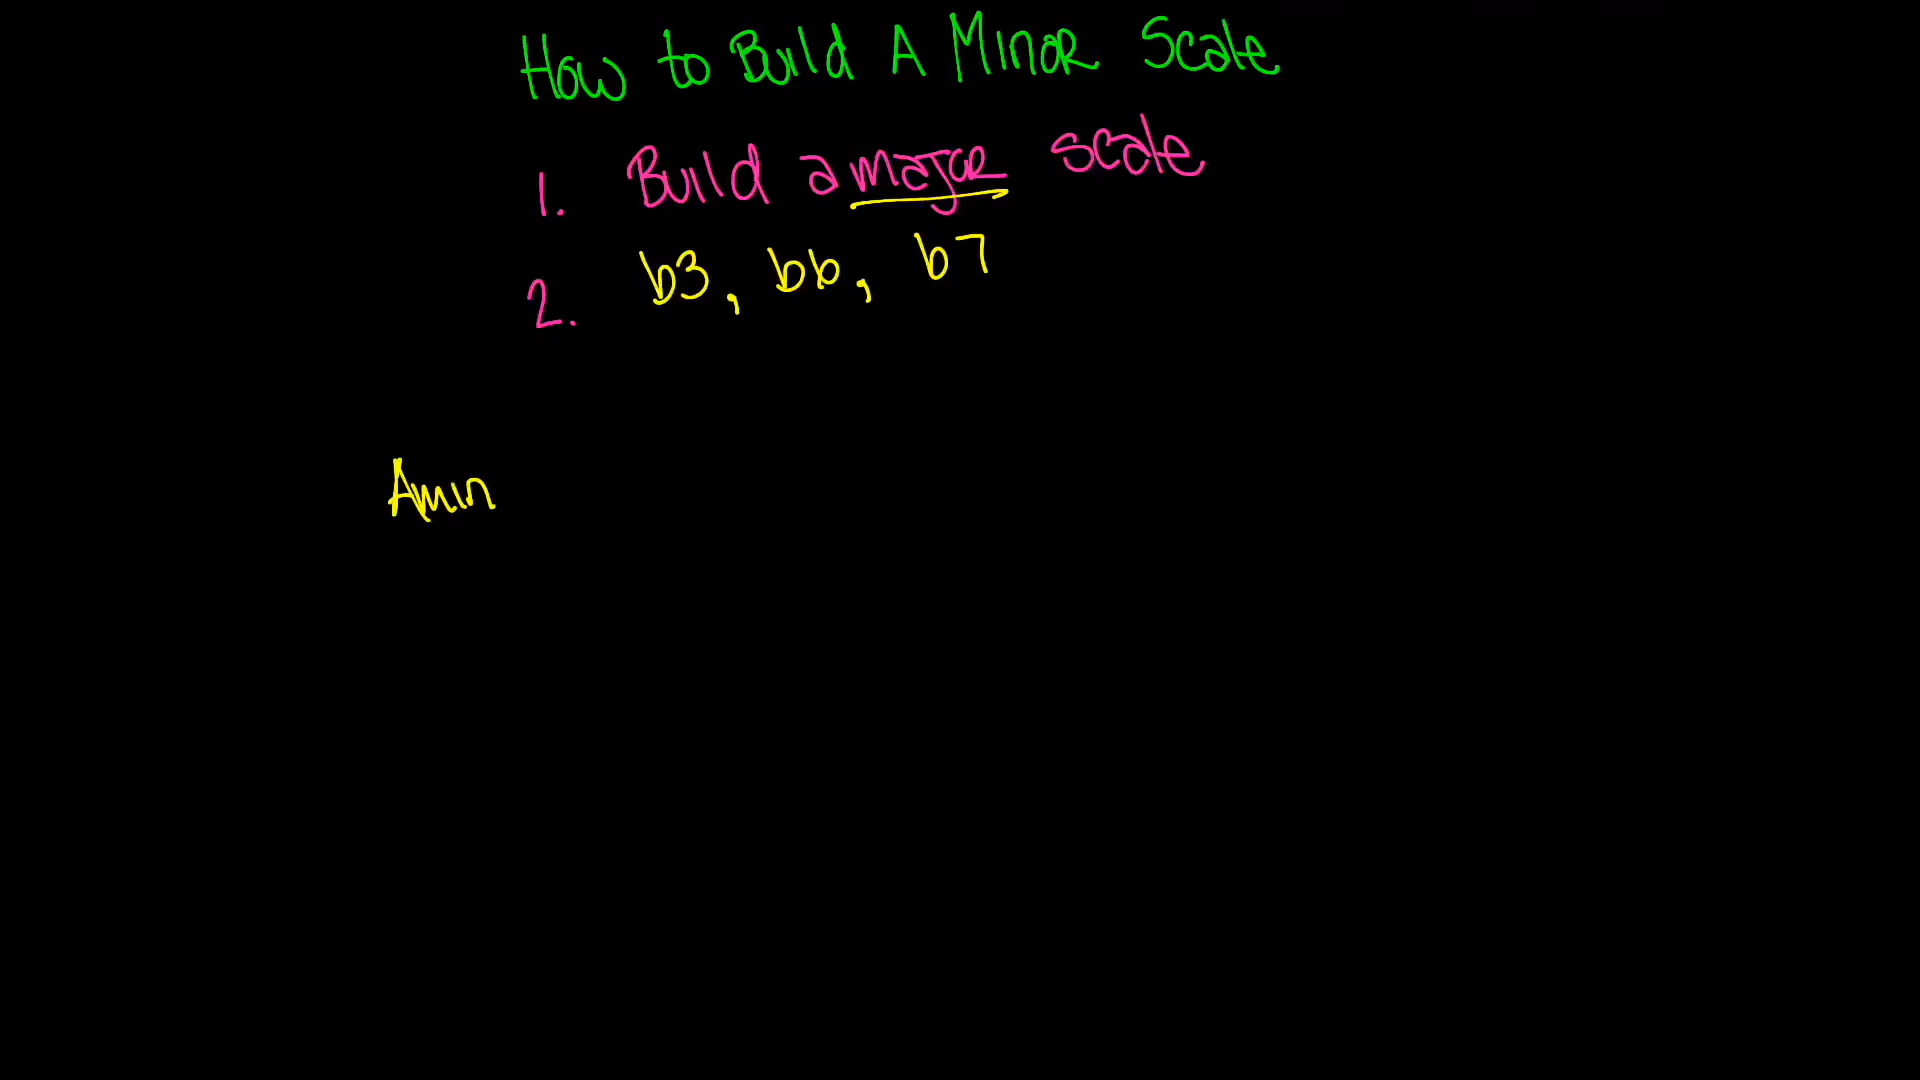 How to Build A Minor Scale
1. Build a major scale
2. b3, b6, b7
Amin